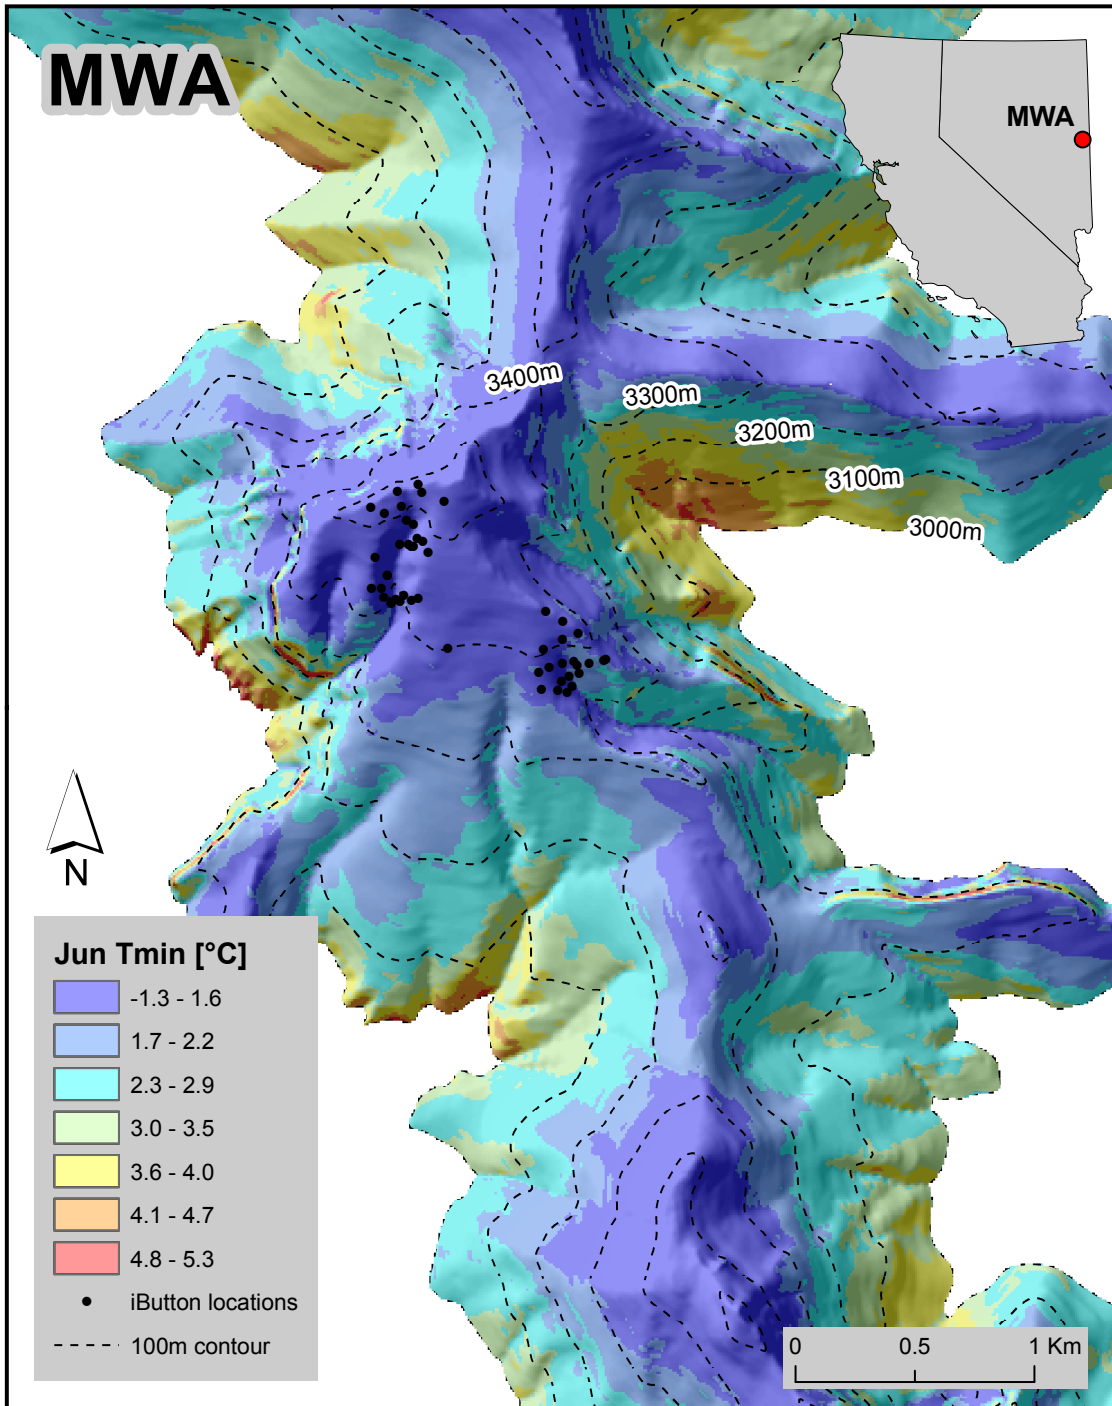 MWA
MWA
3400m
3300m
3200m
3100m
3000m
N
Jun Tmin [°C]
-1.3 - 1.6
1.7 - 2.2
2.3 - 2.9
3.0 - 3.5
3.6 - 4.0
4.1 - 4.7
4.8 - 5.3
iButton locations
100m contour
0 0.5 1 Km